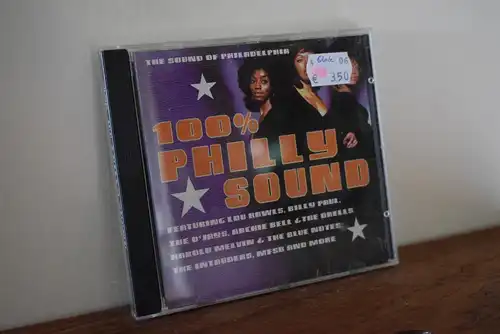 THE SOUND OF PHILADELPHIA
06
€ 3.50
100%
PHILLY
SOUND
FEATURING LOU RAWLS, BILLY PAUL,
THE O'JAYS, ARCHIE BELL & THE DRELLS
HAROLD MELVIN & THE BLUE NOTES
THE INTRUDERS, MFSB AND MORE